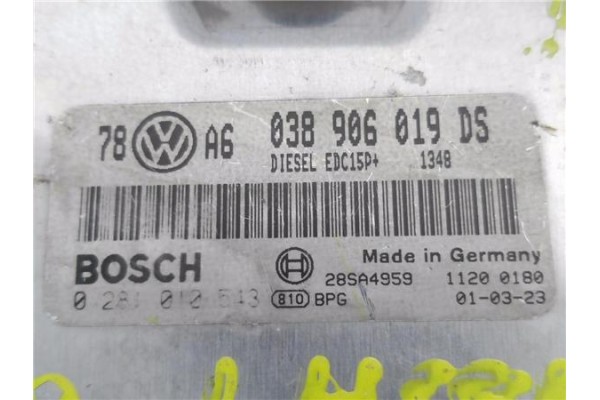 78 VW A6 038 906 019 DS
DIESEL EDC15P+ 1348
BOSCH Made in Germany
28SA4959 1120 0180
0 281 010 543 810 BPG 01-03-23